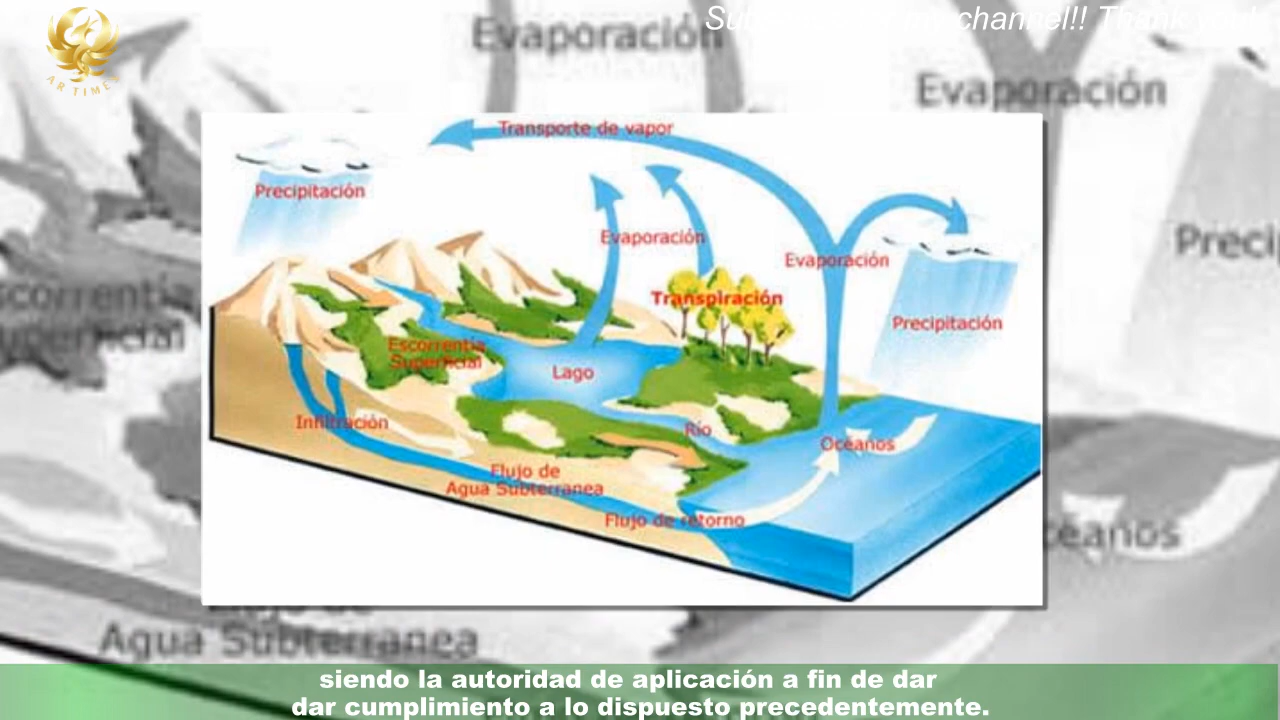 Evaporación
channel!!
Evaporación
AR TIMES
Transporte de vapor
Precipitación
Evaporación
Evaporación
Transpiración
Precipitación
Escorrentía
Superficial
Lago
Infiltración
Río
Océanos
Flujo de
Agua Subterranea
Flujo de retorno
Agua Subterranea
siendo la autoridad de aplicación a fin de dar
dar cumplimiento a lo dispuesto precedentemente.